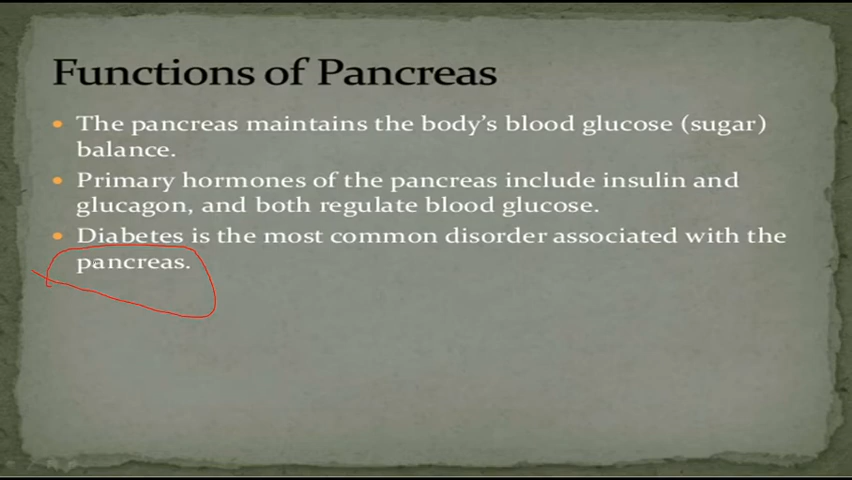 Functions of Pancreas
• The pancreas maintains the body's blood glucose (sugar)
balance.
• Primary hormones of the pancreas include insulin and
glucagon, and both regulate blood glucose.
• Diabetes is the most common disorder associated with the
pancreas.